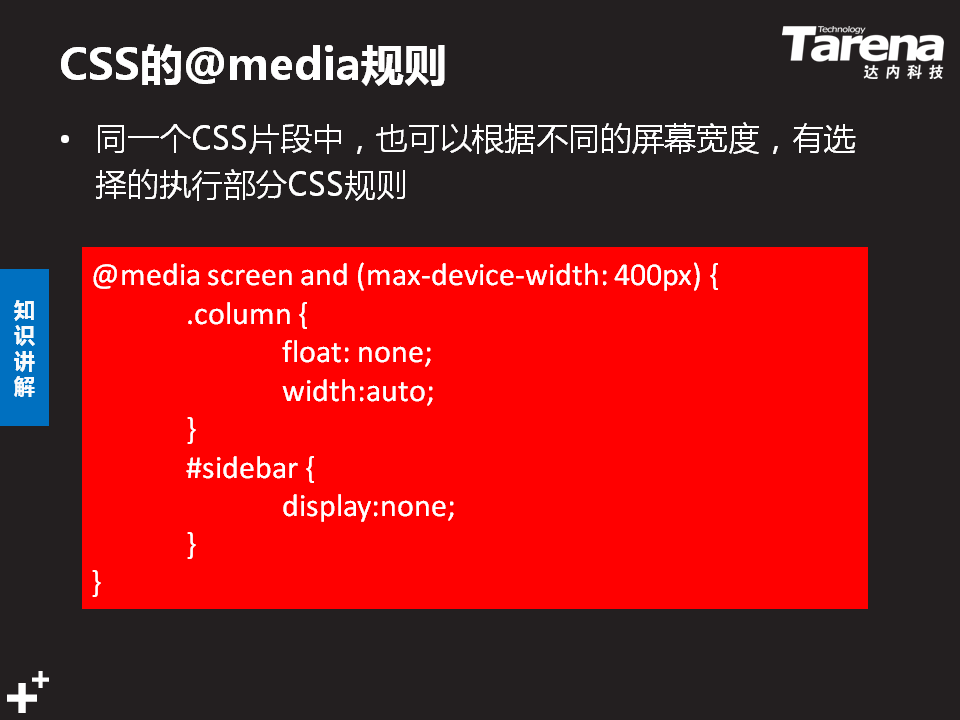 CSS的@media规则
Technology
Tarena
达内科技
• 同一个CSS片段中，也可以根据不同的屏幕宽度，有选
择的执行部分CSS规则
知识讲解
@media screen and (max-device-width: 400px) {
.column {
float: none;
width:auto;
}
#sidebar {
display:none;
}
}